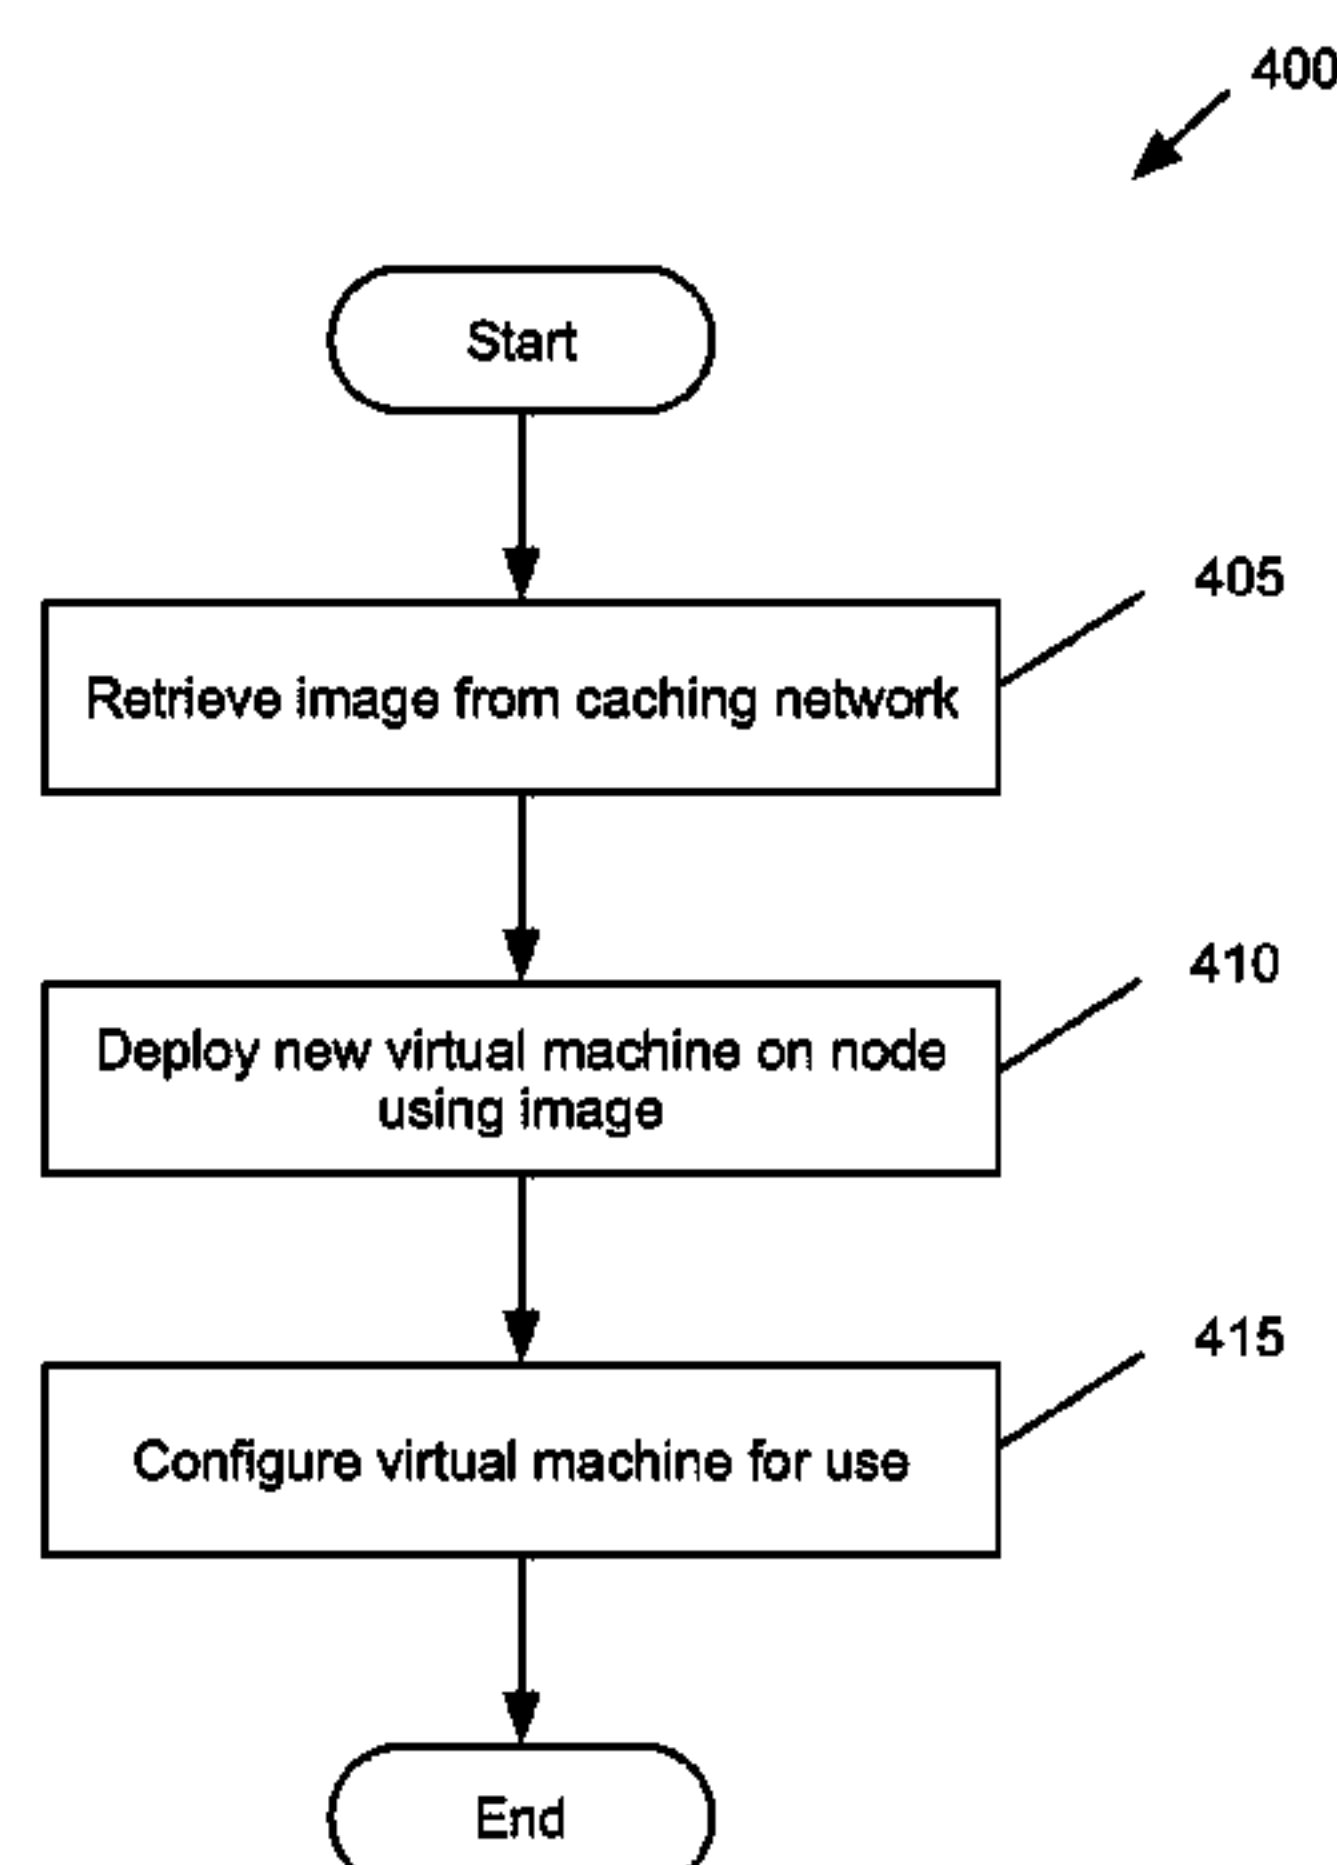 400
Start
405
Retrieve image from caching network
410
Deploy new virtual machine on node
using image
415
Configure virtual machine for use
End